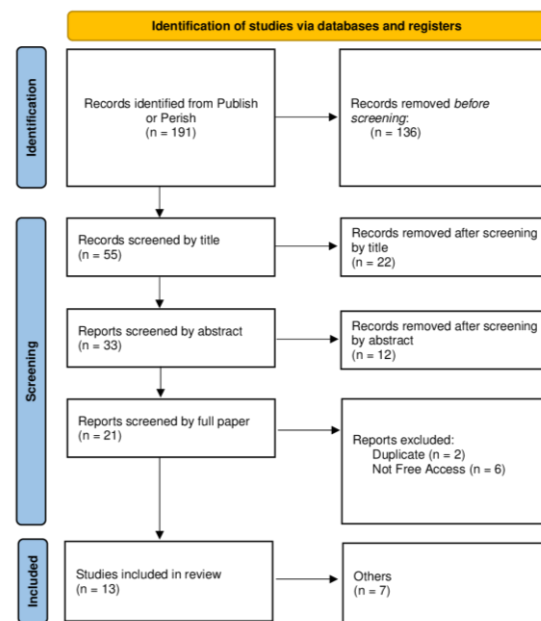 Identification of studies via databases and registers
Identification
Records identified from Publish
or Perish
(n = 191)
Records removed before
screening:
(n = 136)
Screening
Records screened by title
(n = 55)
Records removed after screening
by title
(n = 22)
Reports screened by abstract
(n = 33)
Records removed after screening
by abstract
(n = 12)
Reports screened by full paper
(n = 21)
Reports excluded:
Duplicate (n = 2)
Not Free Access (n = 6)
Included
Studies included in review
(n = 13)
Others
(n = 7)